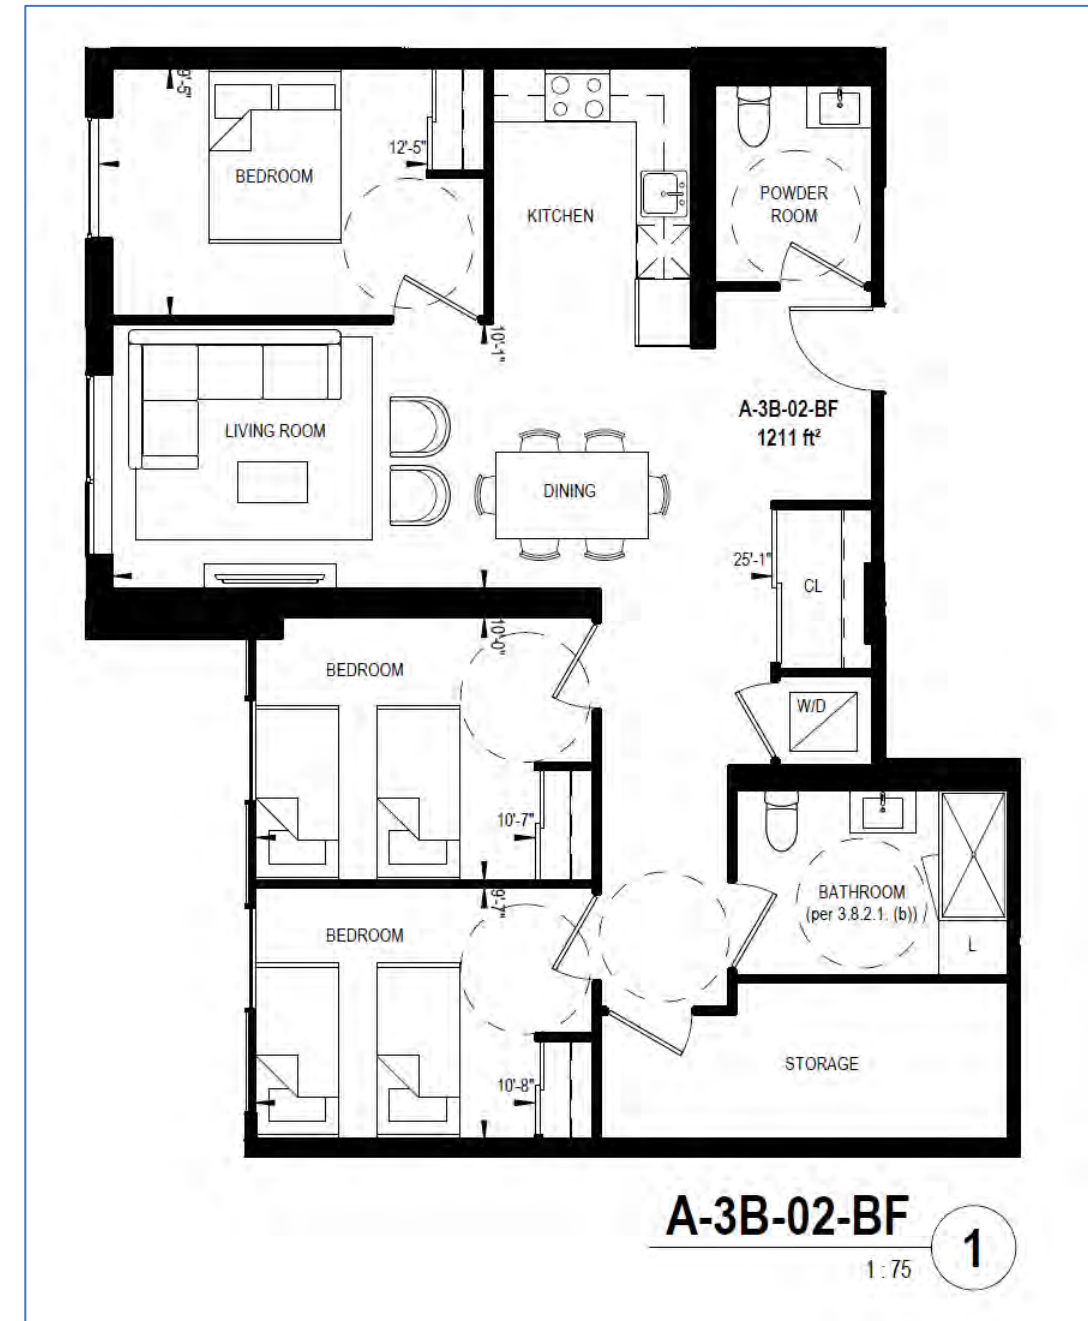 9'-5"
12'-5"
BEDROOM
KITCHEN
POWDER
ROOM
10'-1"
LIVING ROOM
A-3B-02-BF
1211 ft²
DINING
25'-1"
CL
10'-0"
BEDROOM
W/D
10'-7"
BATHROOM
(per 3.8.2.1. (b))
9'-7"
BEDROOM
L
STORAGE
10'-8"
A-3B-02-BF
1
1 : 75